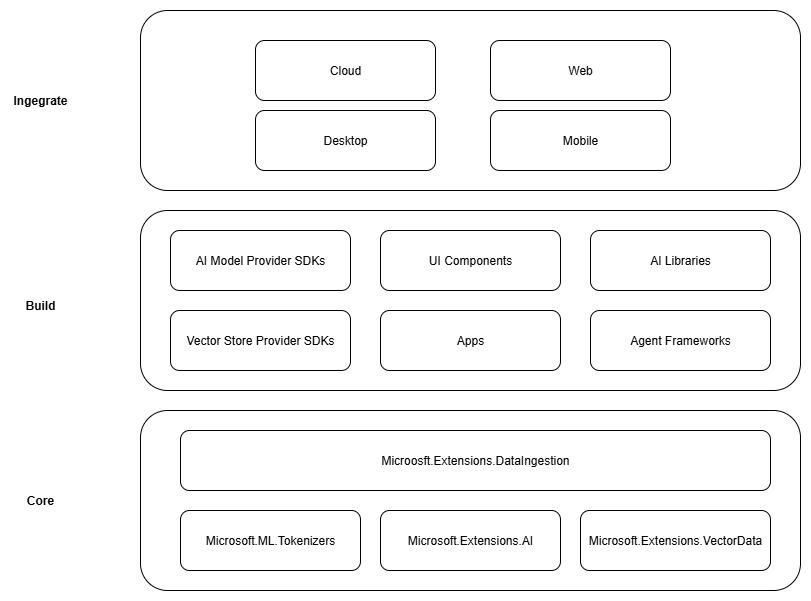 Ingegrate
Cloud
Web
Desktop
Mobile
Build
AI Model Provider SDKs
UI Components
AI Libraries
Vector Store Provider SDKs
Apps
Agent Frameworks
Core
Microosft.Extensions.DataIngestion
Microsoft.ML.Tokenizers
Microsoft.Extensions.AI
Microsoft.Extensions.VectorData